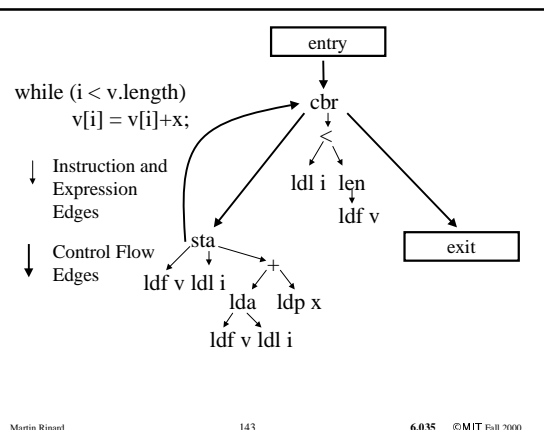 entry
while (i < v.length)
v[i] = v[i]+x;
cbr
<
Instruction and
Expression
Edges
ldl i len
ldf v
sta
exit
Control Flow
Edges
+
ldf v ldl i
lda ldp x
ldf v ldl i
Martin Rinard 143 6.035 ©MIT Fall 2000